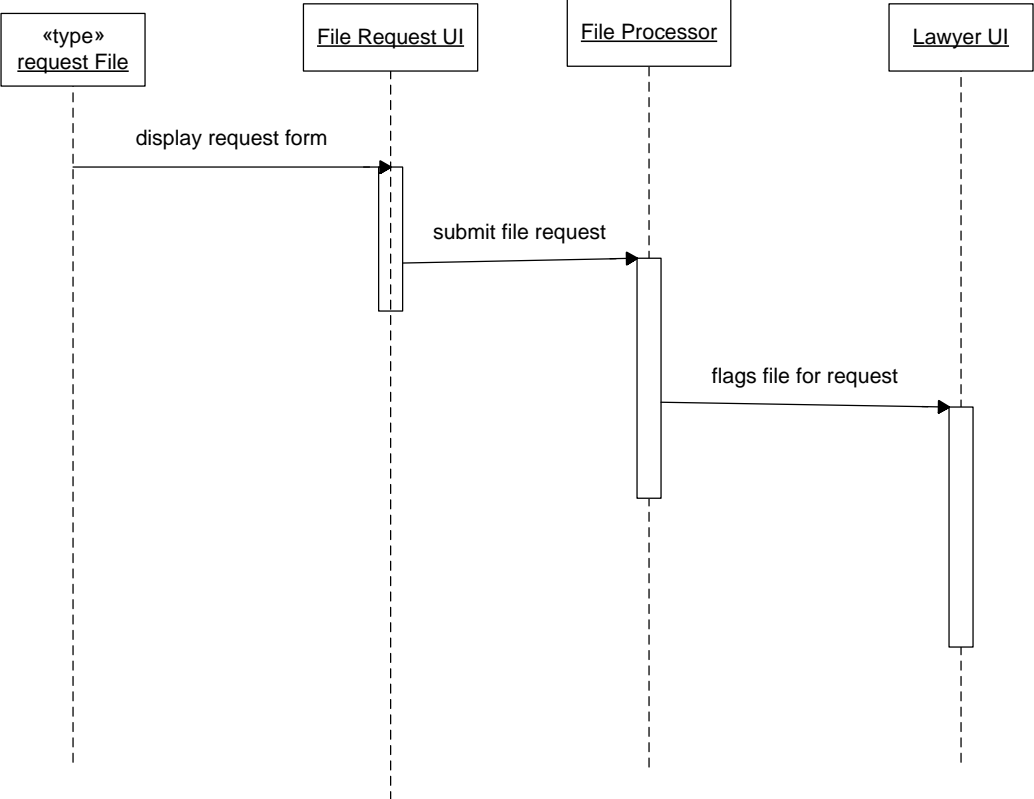 «type»
request File
File Request UI
File Processor
Lawyer UI
display request form
submit file request
flags file for request